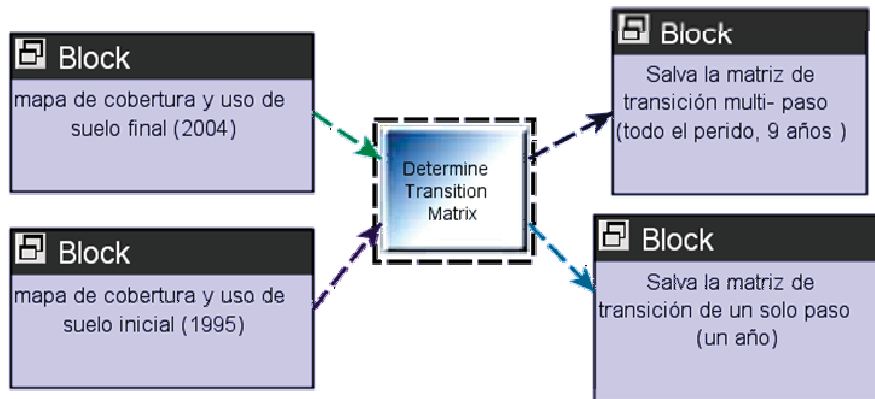 Block
mapa de cobertura y uso de
suelo final (2004)
Block
mapa de cobertura y uso de
suelo inicial (1995)
Determine
Transition
Matrix
Block
Salva la matriz de
transición multi- paso
(todo el perido, 9 años )
Block
Salva la matriz de
transición de un solo paso
(un año)